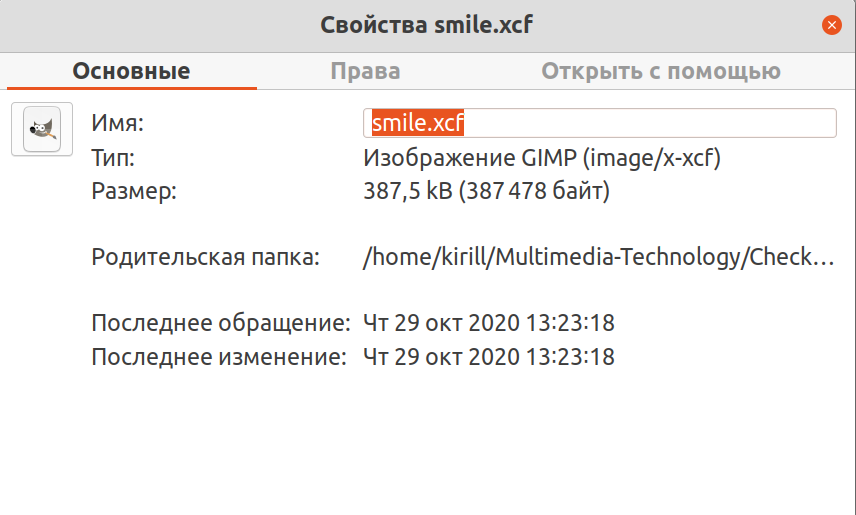 Свойства smile.xcf
Основные Права Открыть с помощью
Имя: smile.xcf
Тип: Изображение GIMP (image/x-xcf)
Размер: 387,5 kB (387 478 байт)
Родительская папка: /home/kirill/Multimedia-Technology/Check…
Последнее обращение: Чт 29 окт 2020 13:23:18
Последнее изменение: Чт 29 окт 2020 13:23:18